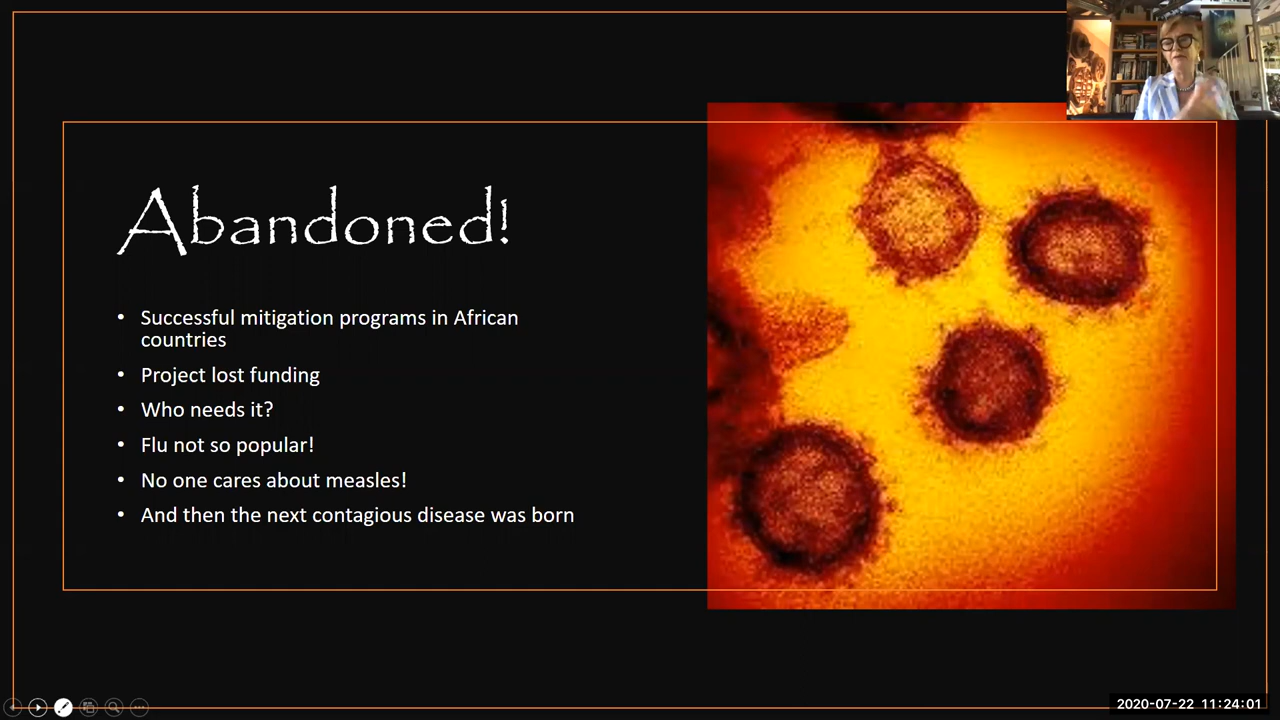 Abandoned!
• Successful mitigation programs in African
countries
• Project lost funding
• Who needs it?
• Flu not so popular!
• No one cares about measles!
• And then the next contagious disease was born
2020-07-22 11:24:01